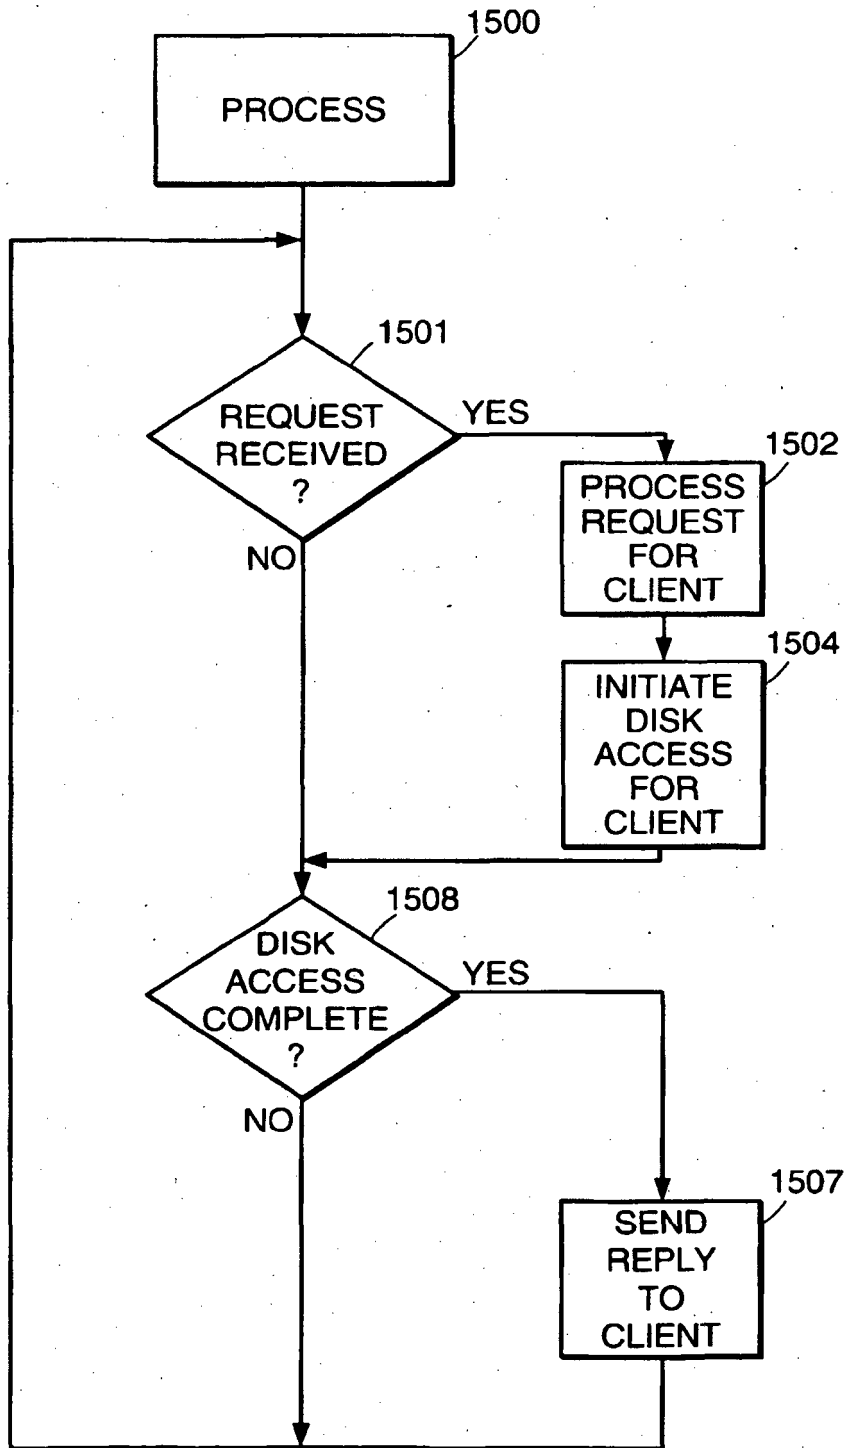 1500
PROCESS
1501
REQUEST
RECEIVED
?
YES
NO
1502
PROCESS
REQUEST
FOR
CLIENT
1504
INITIATE
DISK
ACCESS
FOR
CLIENT
1508
DISK
ACCESS
COMPLETE
?
YES
NO
1507
SEND
REPLY
TO
CLIENT